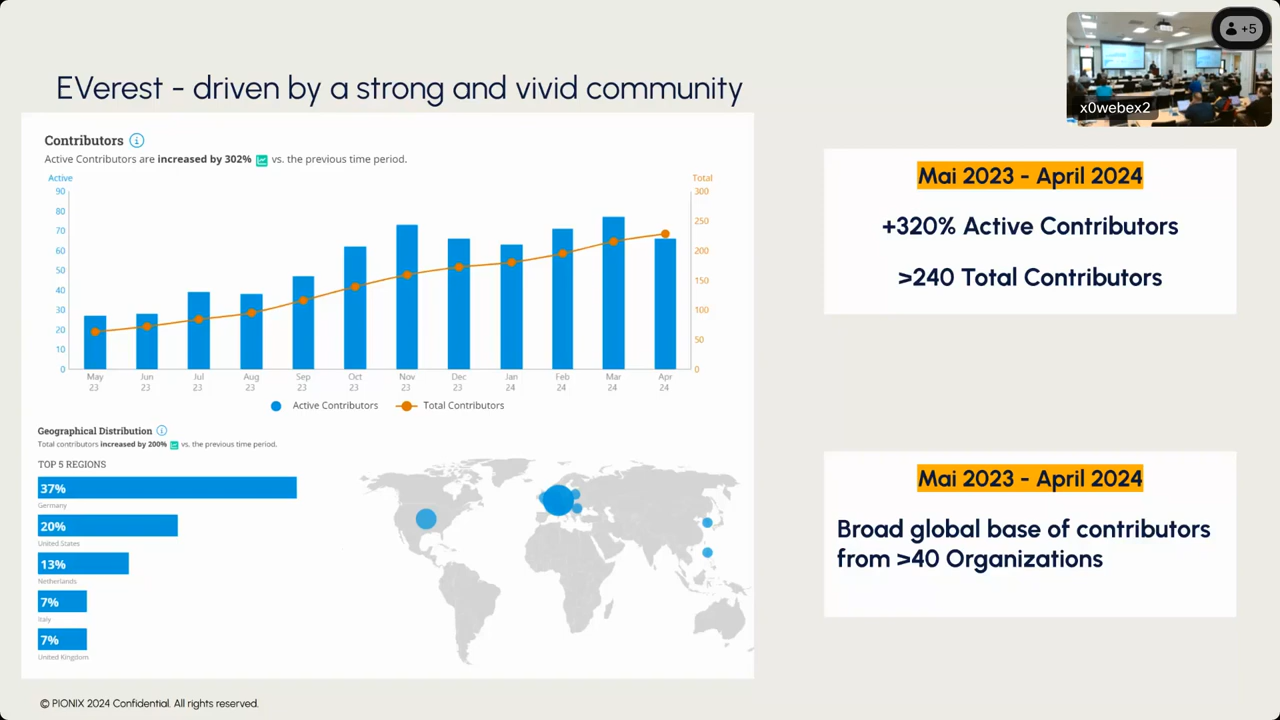 EVerest - driven by a strong and vivid community
+5
x0webex2
Contributors
Active Contributors are increased by 302% vs. the previous time period.
Active
Total
90
80
70
60
50
40
30
20
10
0
300
250
200
150
100
50
0
May 23
Jun 23
Jul 23
Aug 23
Sep 23
Oct 23
Nov 23
Dec 23
Jan 24
Feb 24
Mar 24
Apr 24
Active Contributors
Total Contributors
Geographical Distribution
Total contributors increased by 200% vs. the previous time period.
TOP 5 REGIONS
37%
Germany
20%
United States
13%
Netherlands
7%
Italy
7%
United Kingdom
Mai 2023 - April 2024
+320% Active Contributors
>240 Total Contributors
Mai 2023 - April 2024
Broad global base of contributors
from >40 Organizations
© PIONIX 2024 Confidential. All rights reserved.